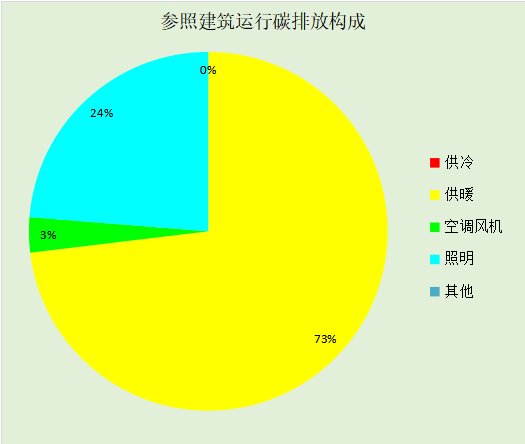 参照建筑运行碳排放构成
0%
24%
3%
73%
供冷
供暖
空调风机
照明
其他